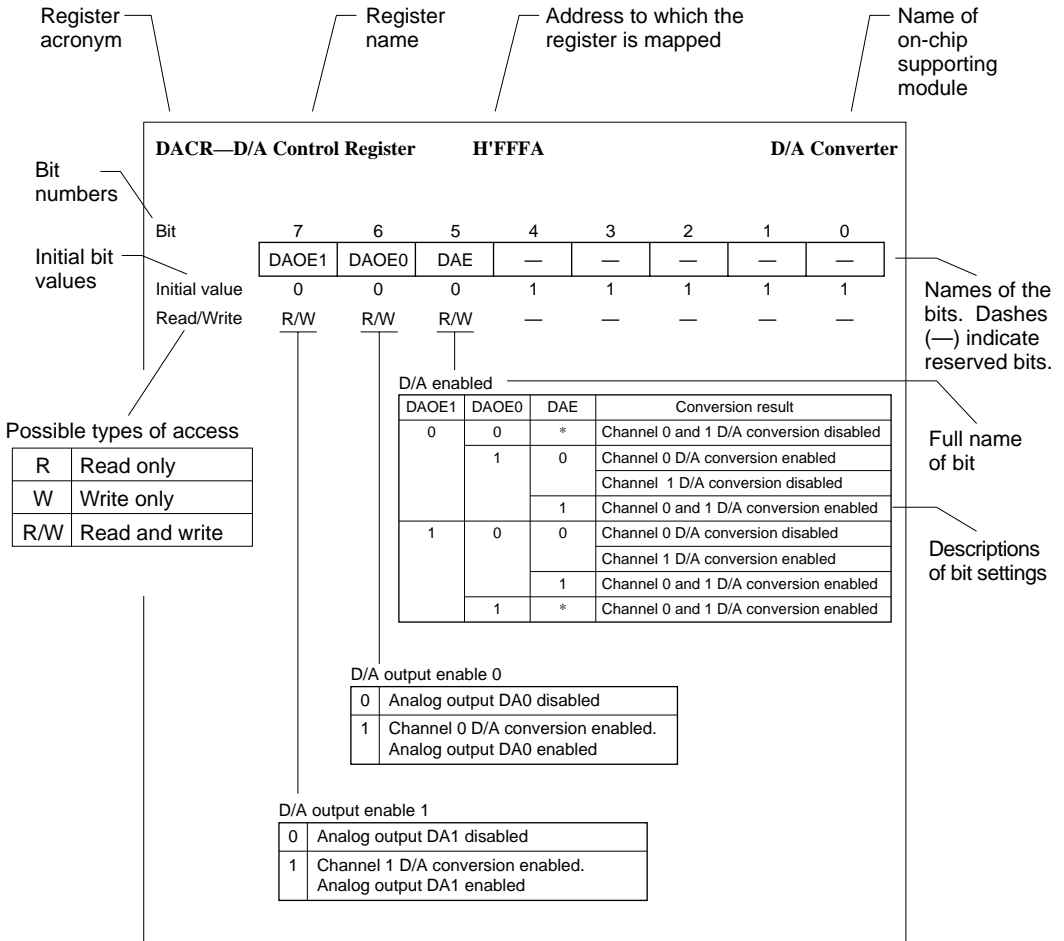 Register
acronym
Register
name
Address to which the
register is mapped
Name of
on-chip
supporting
module
DACR—D/A Control Register H'FFFA D/A Converter
Bit
numbers
Bit 7 6 5 4 3 2 1 0
Initial bit
values
DAOE1 DAOE0 DAE — — — — —
Initial value 0 0 0 1 1 1 1 1
Read/Write R/W R/W R/W — — — — —
Names of the
bits. Dashes
(—) indicate
reserved bits.
D/A enabled
DAOE1 DAOE0 DAE Conversion result
0 0 * Channel 0 and 1 D/A conversion disabled
1 0 Channel 0 D/A conversion enabled
Channel 1 D/A conversion disabled
1 Channel 0 and 1 D/A conversion enabled
1 0 0 Channel 0 D/A conversion disabled
Channel 1 D/A conversion enabled
1 Channel 0 and 1 D/A conversion enabled
1 * Channel 0 and 1 D/A conversion enabled
Full name
of bit
Descriptions
of bit settings
Possible types of access
R Read only
W Write only
R/W Read and write
D/A output enable 0
0 Analog output DA0 disabled
1 Channel 0 D/A conversion enabled.
Analog output DA0 enabled
D/A output enable 1
0 Analog output DA1 disabled
1 Channel 1 D/A conversion enabled.
Analog output DA1 enabled